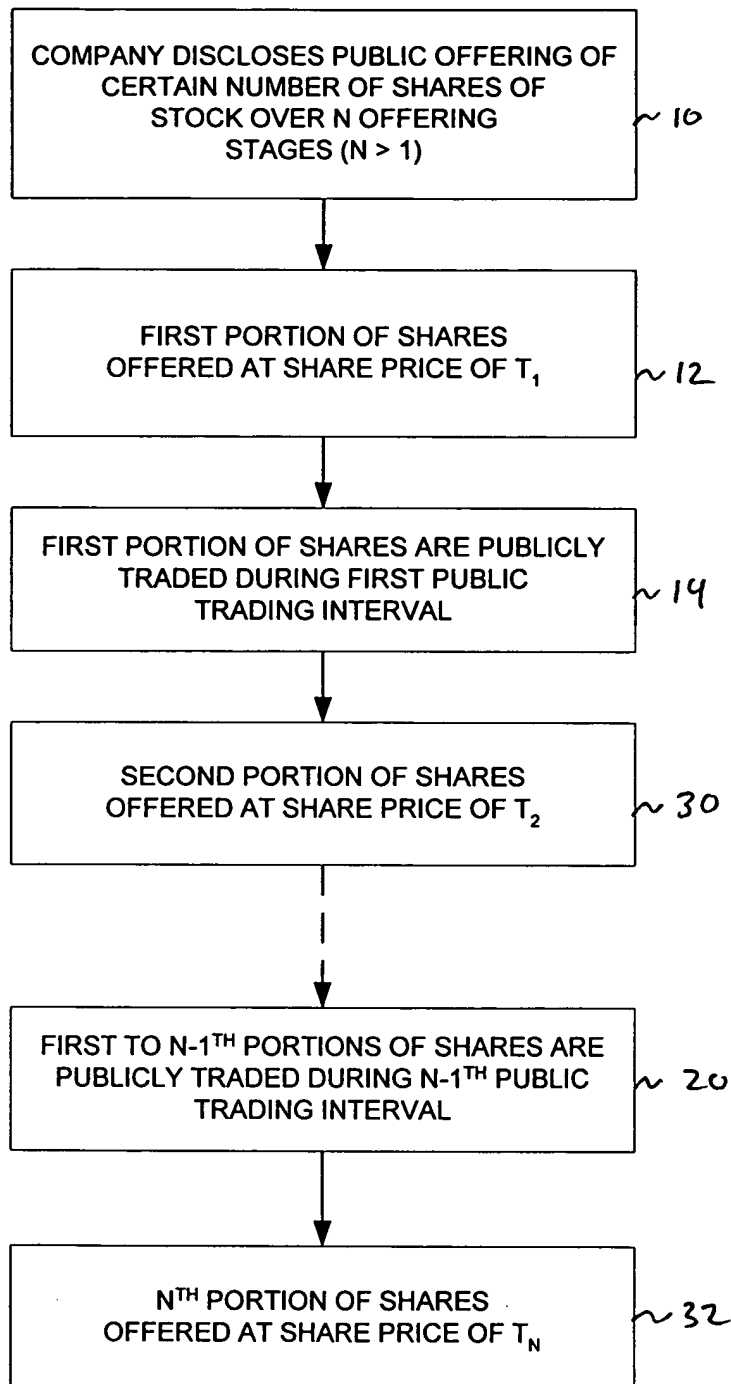 COMPANY DISCLOSES PUBLIC OFFERING OF
CERTAIN NUMBER OF SHARES OF
STOCK OVER N OFFERING
STAGES (N > 1)
~ 10
FIRST PORTION OF SHARES
OFFERED AT SHARE PRICE OF T₁
~ 12
FIRST PORTION OF SHARES ARE PUBLICLY
TRADED DURING FIRST PUBLIC
TRADING INTERVAL
~ 14
SECOND PORTION OF SHARES
OFFERED AT SHARE PRICE OF T₂
~ 30
FIRST TO N-1ᵀᴴ PORTIONS OF SHARES ARE
PUBLICLY TRADED DURING N-1ᵀᴴ PUBLIC
TRADING INTERVAL
~ 20
Nᵀᴴ PORTION OF SHARES
OFFERED AT SHARE PRICE OF T_N
~ 32